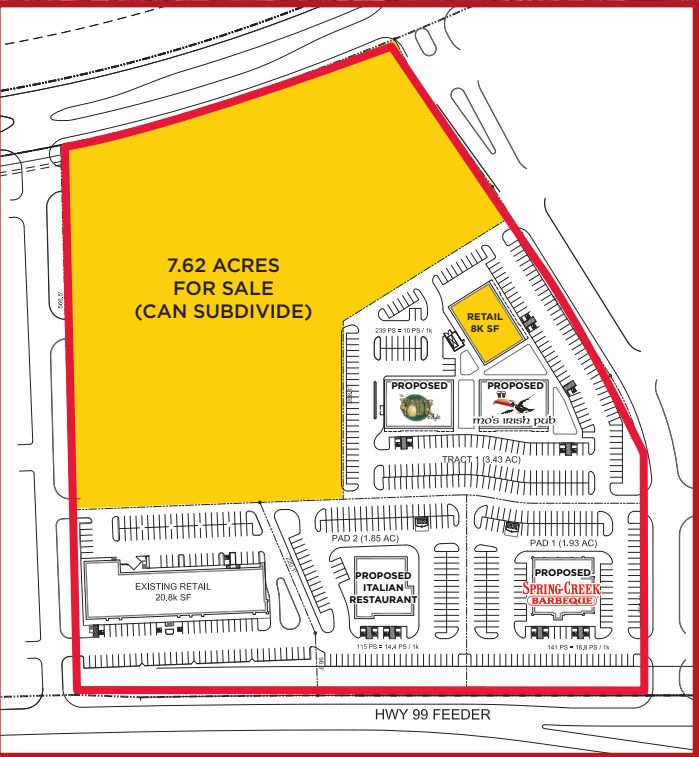 7.62 ACRES
FOR SALE
(CAN SUBDIVIDE)
RETAIL
8K SF
239 PS = 10 PS / 1k
PROPOSED
PROPOSED
mo's irish pub
TRACT 1 (3.43 AC)
PAD 2 (1.85 AC)
PAD 1 (1.93 AC)
EXISTING RETAIL
20,8k SF
PROPOSED
ITALIAN
RESTAURANT
PROPOSED
SPRING CREEK
BARBEQUE
115 PS = 14,4 PS / 1k
141 PS = 16,8 PS / 1k
HWY 99 FEEDER